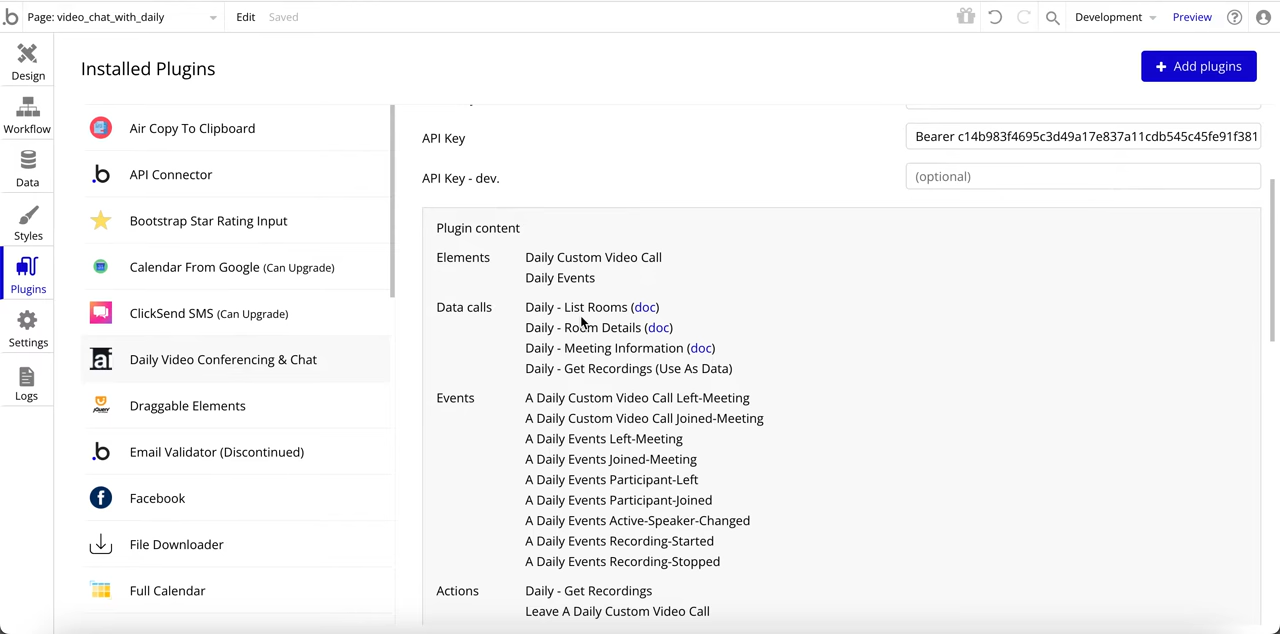 Page: video_chat_with_daily
Edit
Saved
Development
Preview
Design
Workflow
Data
Styles
Plugins
Settings
Logs
Installed Plugins
+ Add plugins
Air Copy To Clipboard
API Connector
Bootstrap Star Rating Input
Calendar From Google (Can Upgrade)
ClickSend SMS (Can Upgrade)
Daily Video Conferencing & Chat
Draggable Elements
Email Validator (Discontinued)
Facebook
File Downloader
Full Calendar
API Key
Bearer c14b983f4695c3d49a17e837a11cdb545c45fe91f381
API Key - dev.
(optional)
Plugin content
Elements
Daily Custom Video Call
Daily Events
Data calls
Daily - List Rooms (doc)
Daily - Room Details (doc)
Daily - Meeting Information (doc)
Daily - Get Recordings (Use As Data)
Events
A Daily Custom Video Call Left-Meeting
A Daily Custom Video Call Joined-Meeting
A Daily Events Left-Meeting
A Daily Events Joined-Meeting
A Daily Events Participant-Left
A Daily Events Participant-Joined
A Daily Events Active-Speaker-Changed
A Daily Events Recording-Started
A Daily Events Recording-Stopped
Actions
Daily - Get Recordings
Leave A Daily Custom Video Call